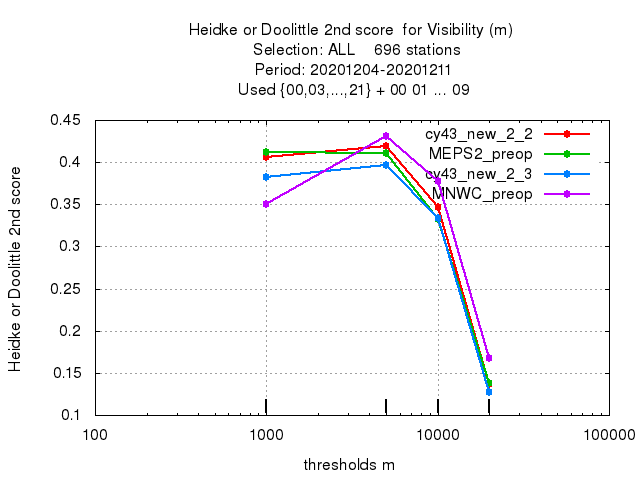 Heidke or Doolittle 2nd score  for Visibility (m)
Selection: ALL    696 stations
Period: 20201204-20201211
Used {00,03,...,21} + 00 01 ... 09
Heidke or Doolittle 2nd score
0.45
0.4
0.35
0.3
0.25
0.2
0.15
0.1
cy43_new_2_2
MEPS2_preop
cy43_new_2_3
MNWC_preop
100 1000 10000 100000
thresholds m